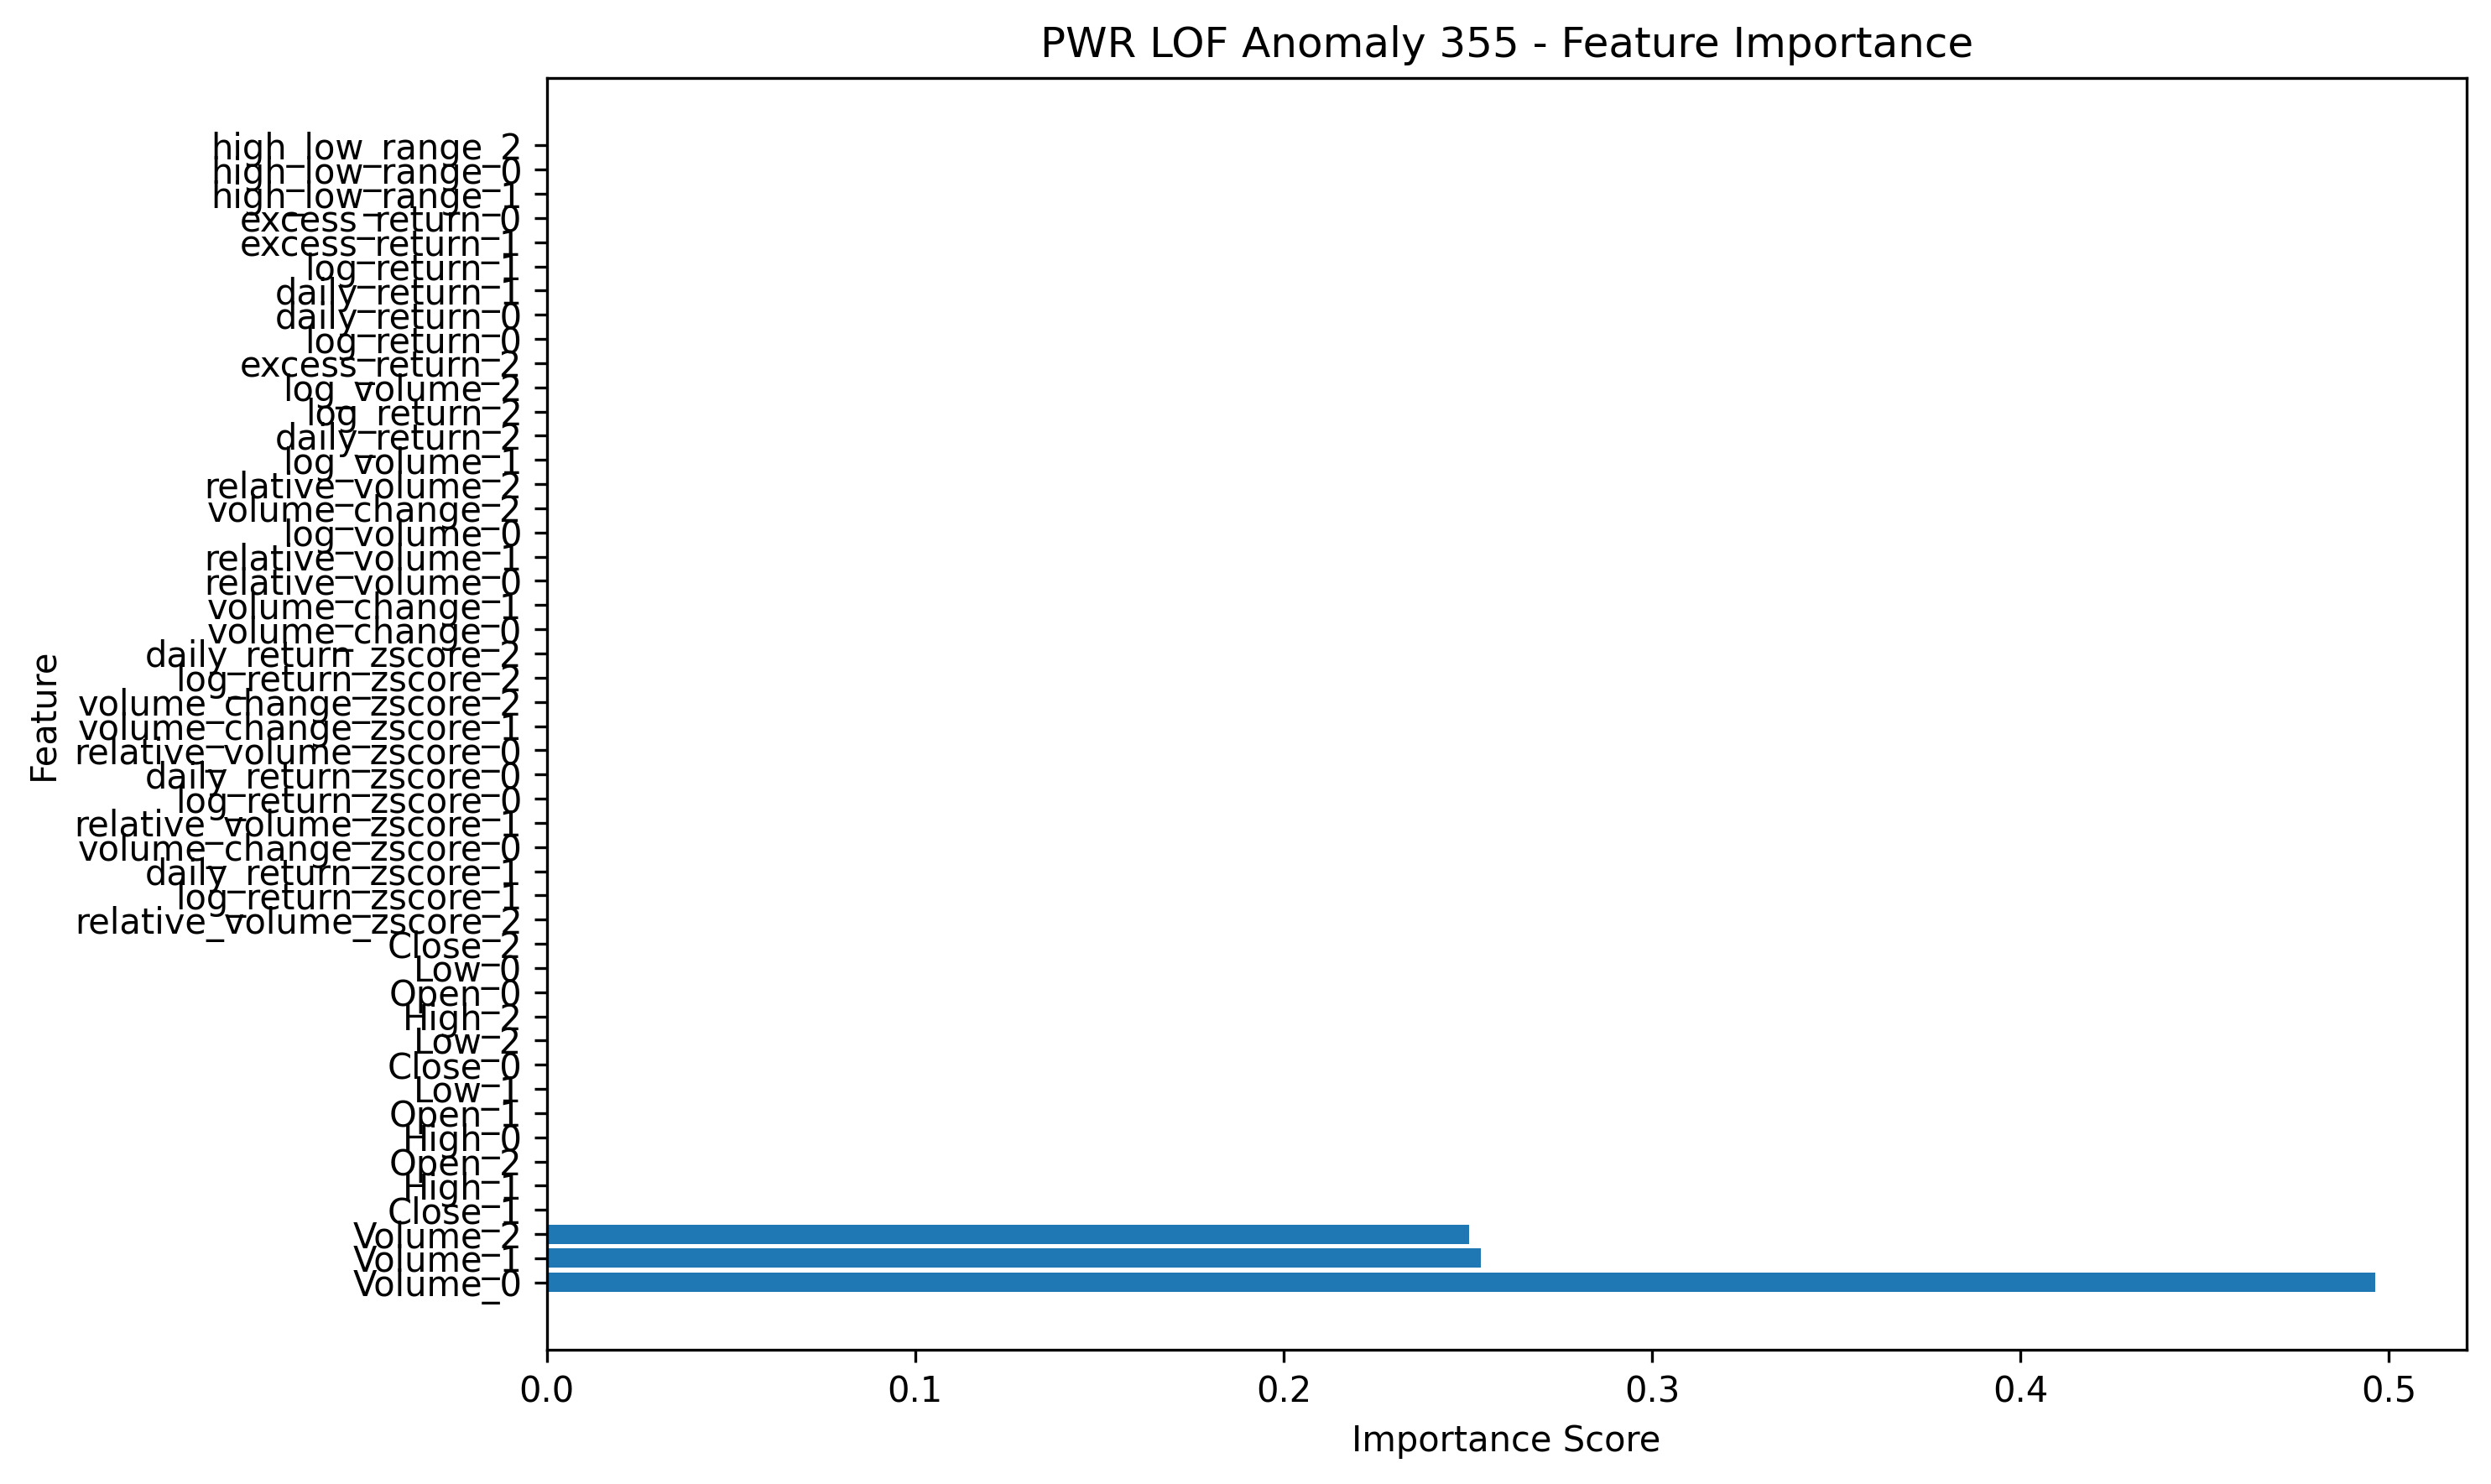 PWR LOF Anomaly 355 - Feature Importance
high_low_range_2
high_low_range_0
high_low_range_1
excess_return_0
excess_return_1
log_return_1
daily_return_1
daily_return_0
log_return_0
excess_return_2
log_volume_2
log_return_2
daily_return_2
log_volume_1
relative_volume_2
volume_change_2
log_volume_0
relative_volume_1
relative_volume_0
volume_change_1
volume_change_0
daily_return_zscore_2
log_return_zscore_2
volume_change_zscore_2
volume_change_zscore_1
relative_volume_zscore_0
daily_return_zscore_0
log_return_zscore_0
relative_volume_zscore_1
volume_change_zscore_0
daily_return_zscore_1
log_return_zscore_1
relative_volume_zscore_2
Close_2
Low_0
Open_0
High_2
Low_2
Close_0
Low_1
Open_1
High_0
Open_2
High_1
Close_1
Volume_2
Volume_1
Volume_0
Feature
0.0 0.1 0.2 0.3 0.4 0.5
Importance Score